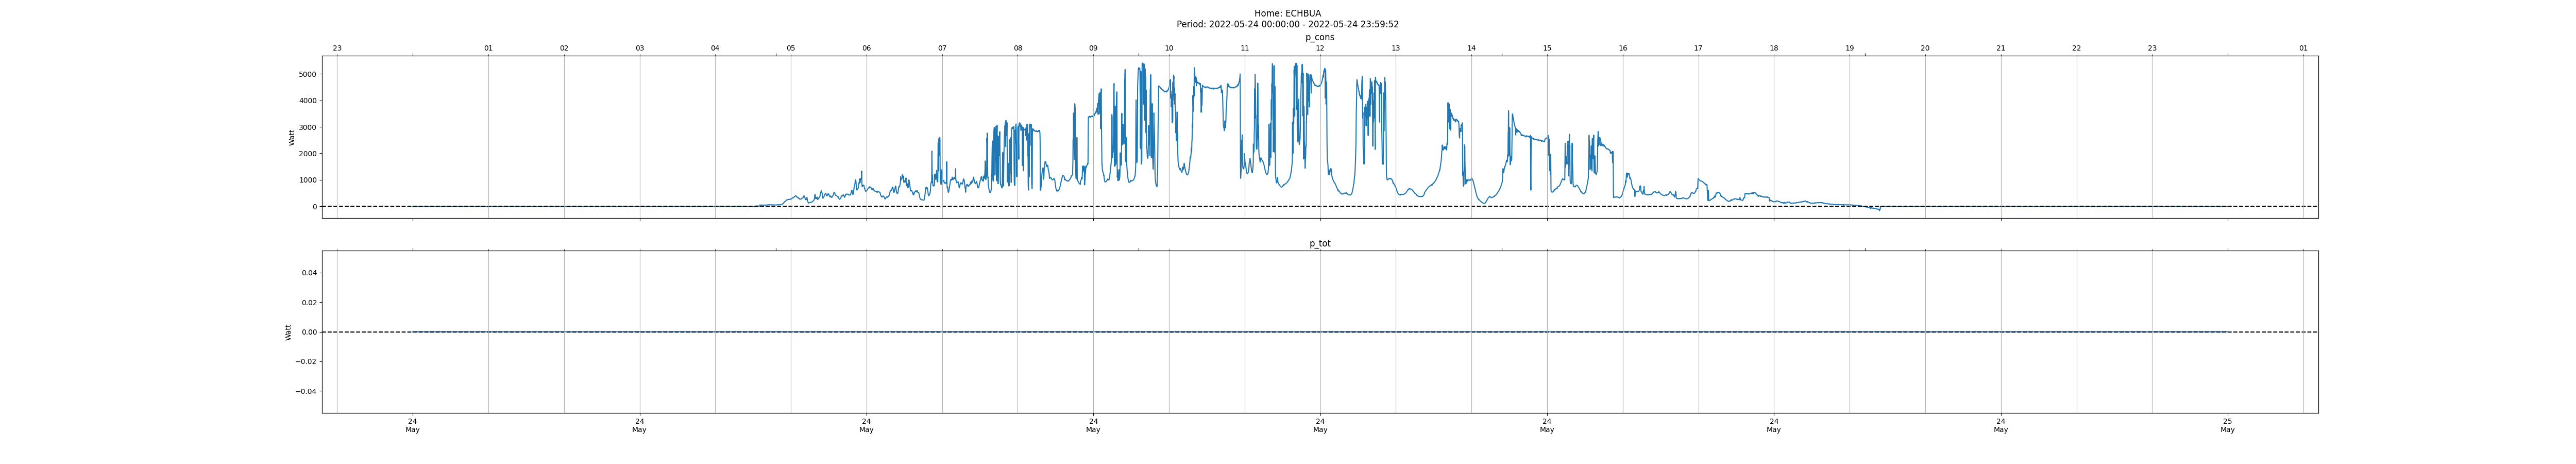 Home: ECHBUA
Period: 2022-05-24 00:00:00 - 2022-05-24 23:59:52
p_cons
23 01 02 03 04 05 06 07 08 09 10 11 12 13 14 15 16 17 18 19 20 21 22 23 01
5000
4000
3000
2000
1000
0
Watt
p_tot
0.04
0.02
0.00
−0.02
−0.04
Watt
24 24 24 24 24 24 24 24 25
May May May May May May May May May